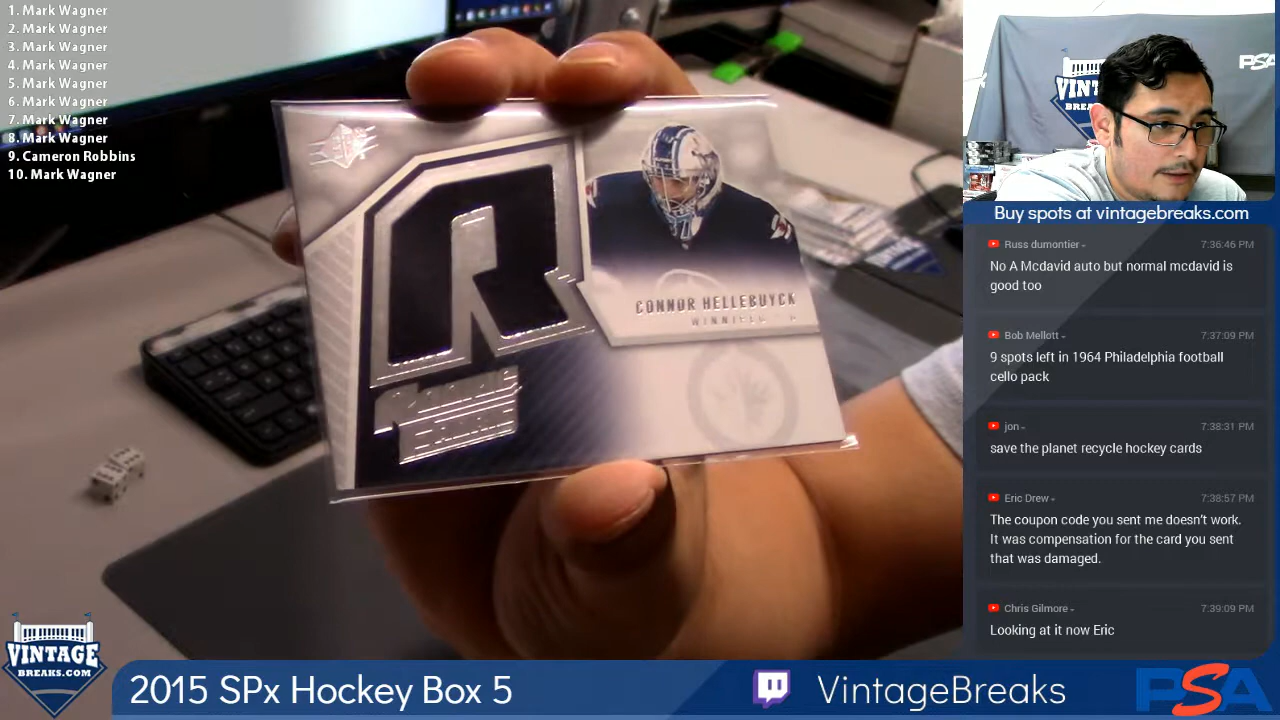 1. Mark Wagner
2. Mark Wagner
3. Mark Wagner
4. Mark Wagner
5. Mark Wagner
6. Mark Wagner
7. Mark Wagner
8. Mark Wagner
9. Cameron Robbins
10. Mark Wagner
R
CONNOR HELLEBUYCK
VINTAGE
BREAKS.COM
2015 SPx Hockey Box 5
VintageBreaks
PSA
PSA
Buy spots at vintagebreaks.com
Russ dumontier
7:36:46 PM
No A Mcdavid auto but normal mcdavid is
good too
Bob Mellott
7:37:09 PM
9 spots left in 1964 Philadelphia football
cello pack
jon
7:38:31 PM
save the planet recycle hockey cards
Eric Drew
7:38:57 PM
The coupon code you sent me doesn't work.
It was compensation for the card you sent
that was damaged.
Chris Gilmore
7:39:09 PM
Looking at it now Eric